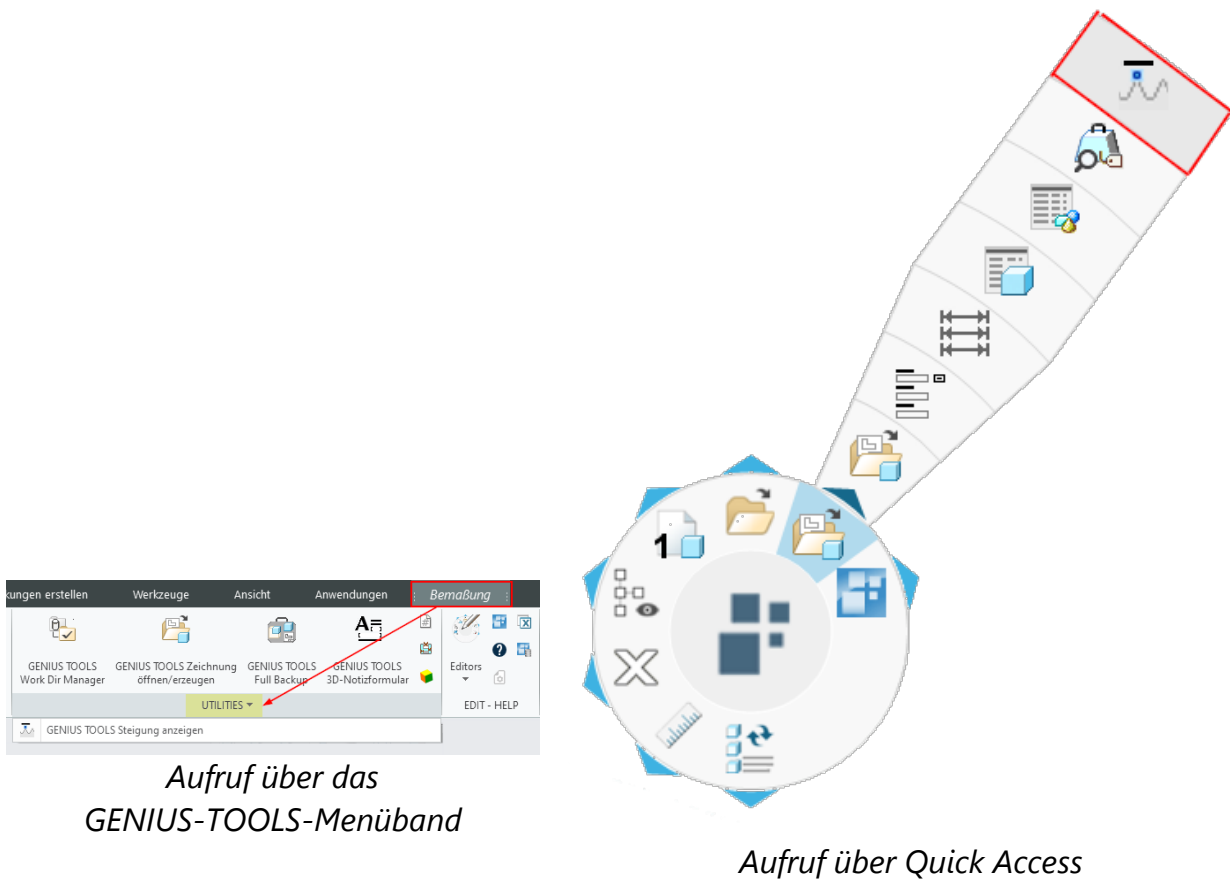 1
kungen erstellen Werkzeuge Ansicht Anwendungen Bemaßung
GENIUS TOOLS GENIUS TOOLS Zeichnung GENIUS TOOLS GENIUS TOOLS Editors
Work Dir Manager öffnen/erzeugen Full Backup 3D-Notizformular
UTILITIES EDIT - HELP
GENIUS TOOLS Steigung anzeigen
Aufruf über das
GENIUS-TOOLS-Menüband
Aufruf über Quick Access